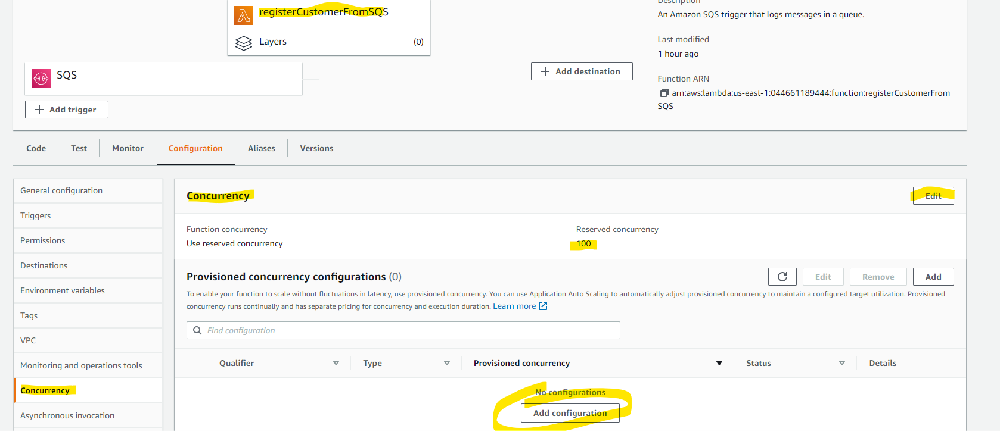 Description
registerCustomerFromSQS
An Amazon SQS trigger that logs messages in a queue.
Layers
(0)
Last modified
1 hour ago
SQS
Add destination
Function ARN
arn:aws:lambda:us-east-1:044661189444:function:registerCustomerFrom
SQS
Add trigger
Code
Test
Monitor
Configuration
Aliases
Versions
General configuration
Triggers
Permissions
Destinations
Environment variables
Tags
VPC
Monitoring and operations tools
Concurrency
Asynchronous invocation
Concurrency
Edit
Function concurrency
Use reserved concurrency
Reserved concurrency
100
Provisioned concurrency configurations (0)
Edit
Remove
Add
To enable your function to scale without fluctuations in latency, use provisioned concurrency. You can use Application Auto Scaling to automatically adjust provisioned concurrency to maintain a configured target utilization. Provisioned
concurrency runs continually and has separate pricing for concurrency and execution duration. Learn more
Find configuration
Qualifier
Type
Provisioned concurrency
Status
Details
No configurations
Add configuration